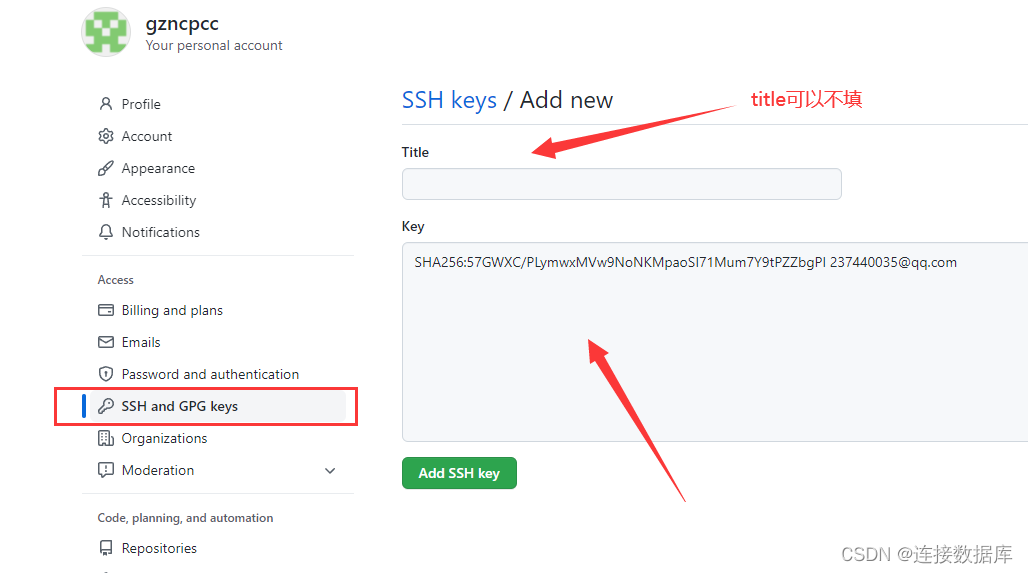 gzncpcc
Your personal account
Profile
Account
Appearance
Accessibility
Notifications
Access
Billing and plans
Emails
Password and authentication
SSH and GPG keys
Organizations
Moderation
Code, planning, and automation
Repositories
SSH keys / Add new
title可以不填
Title
Key
SHA256:57GWXC/PLymwxMVw9NoNKMpaoSI71Mum7Y9tPZZbgPI 237440035@qq.com
Add SSH key
CSDN @连接数据库